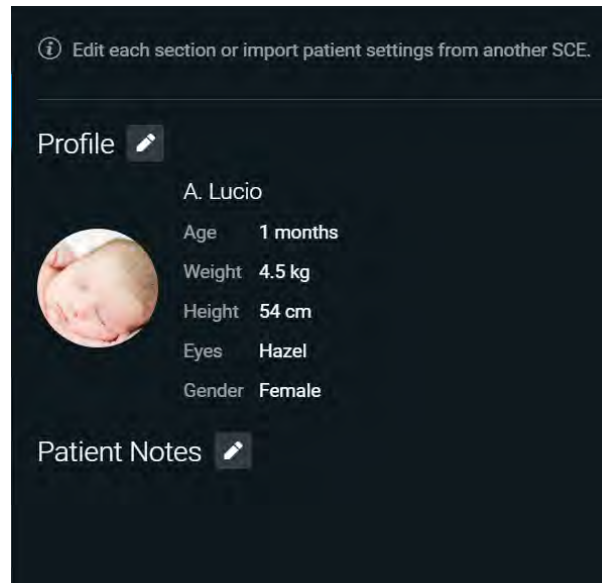 Edit each section or import patient settings from another SCE.
Profile
A. Lucio
Age 1 months
Weight 4.5 kg
Height 54 cm
Eyes Hazel
Gender Female
Patient Notes